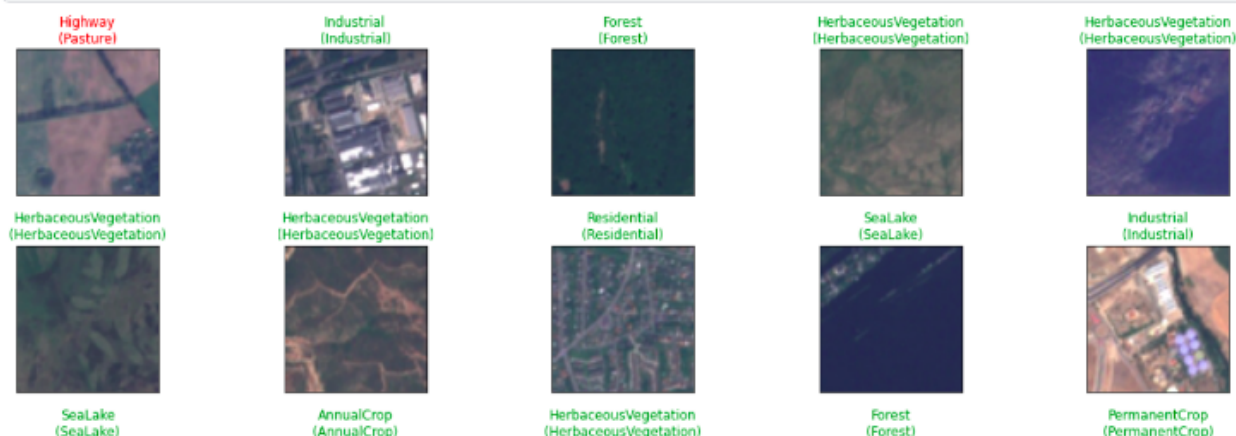 Highway
(Pasture)
Industrial
(Industrial)
Forest
(Forest)
HerbaceousVegetation
(HerbaceousVegetation)
HerbaceousVegetation
(HerbaceousVegetation)
HerbaceousVegetation
(HerbaceousVegetation)
HerbaceousVegetation
(HerbaceousVegetation)
Residential
(Residential)
SeaLake
(SeaLake)
Industrial
(Industrial)
SeaLake
(SeaLake)
AnnualCrop
(AnnualCrop)
HerbaceousVegetation
(HerbaceousVegetation)
Forest
(Forest)
PermanentCrop
(PermanentCrop)